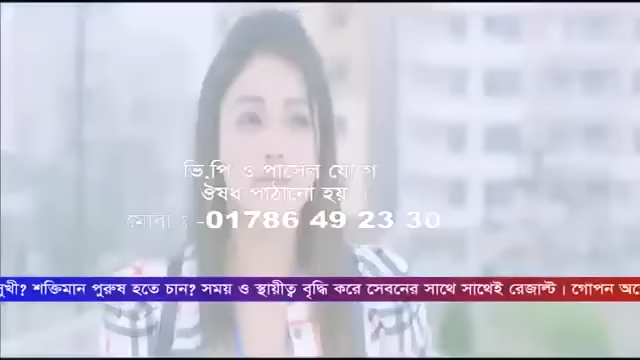 ভি.পি ও পার্সেল যোগে
ঔষধ পাঠানো হয় ।
মোবা : -01786 49 23 30
সুখী? শক্তিমান পুরুষ হতে চান? সময় ও স্থায়ীত্ব বৃদ্ধি করে সেবনের সাথে সাথেই রেজাল্ট। গোপন